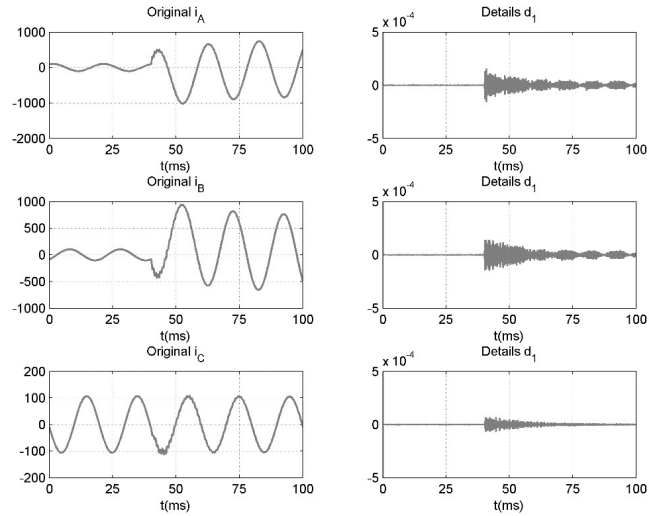 Original i_A
1000
0
-1000
-2000
0 25 50 75 100
t(ms)
Details d_1
x 10^-4
5
0
-5
0 25 50 75 100
t(ms)
Original i_B
1000
500
0
-500
-1000
0 25 50 75 100
t(ms)
Details d_1
x 10^-4
5
0
-5
0 25 50 75 100
t(ms)
Original i_C
200
100
0
-100
-200
0 25 50 75 100
t(ms)
Details d_1
x 10^-4
5
0
-5
0 25 50 75 100
t(ms)